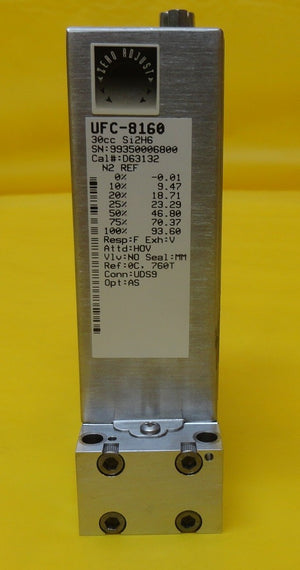 ZERO ADJUST
UFC-8160
30cc Si2H6
SN:99350006800
Cal#:D63132
N2 REF
0% -0.01
10% 9.47
20% 18.71
25% 23.29
50% 46.80
75% 70.37
100% 93.60
Resp:F Exh:V
Attd:HOV
Vlv:NO Seal:MM
Ref:0C, 760T
Conn:UDS9
Opt:AS